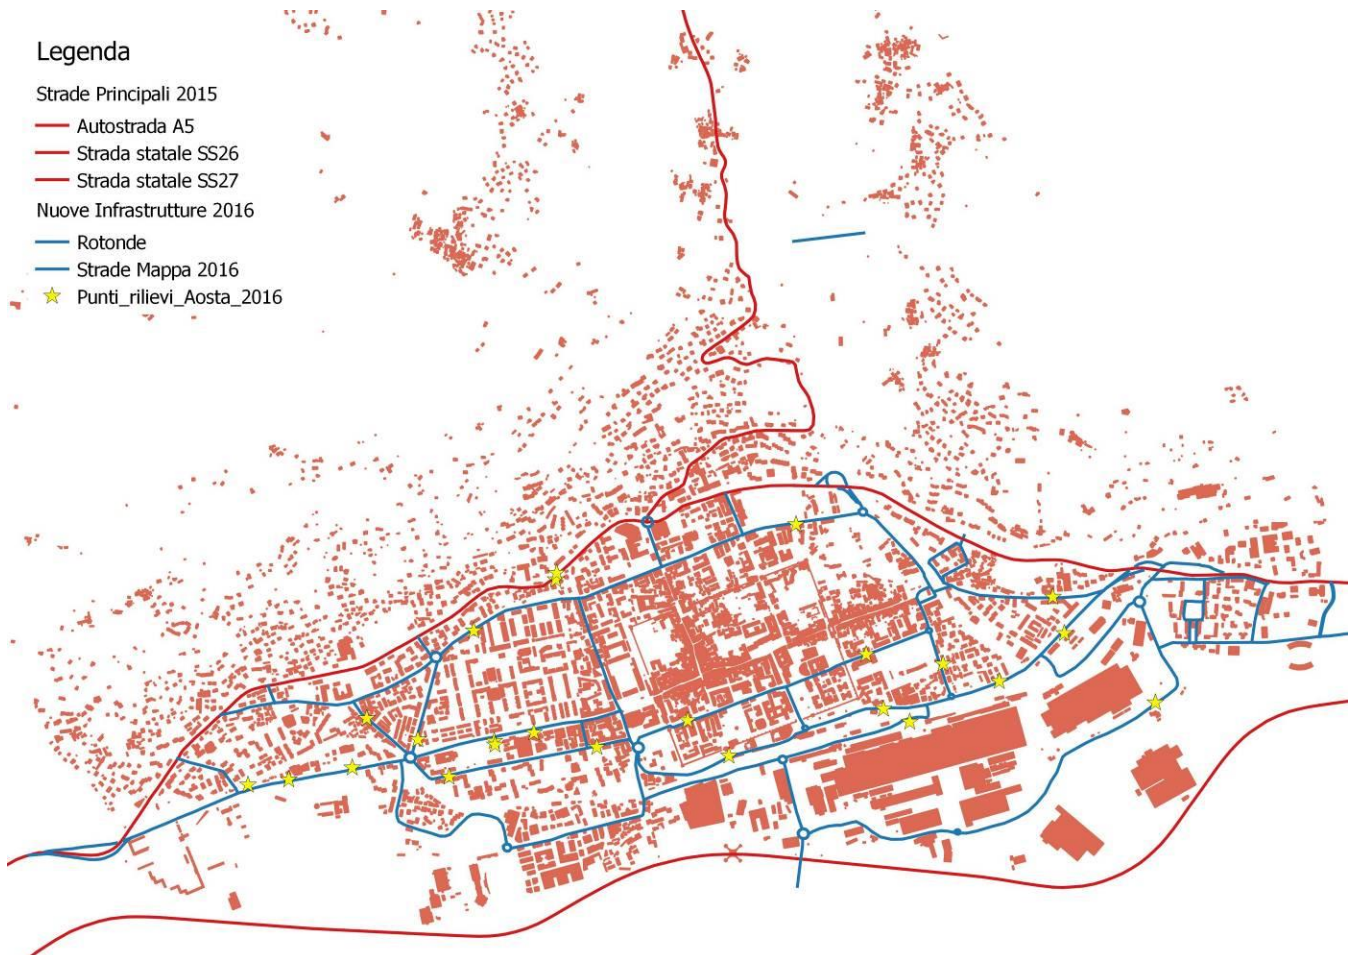 Legenda
Strade Principali 2015
Autostrada A5
Strada statale SS26
Strada statale SS27
Nuove Infrastrutture 2016
Rotonde
Strade Mappa 2016
Punti_rilievi_Aosta_2016